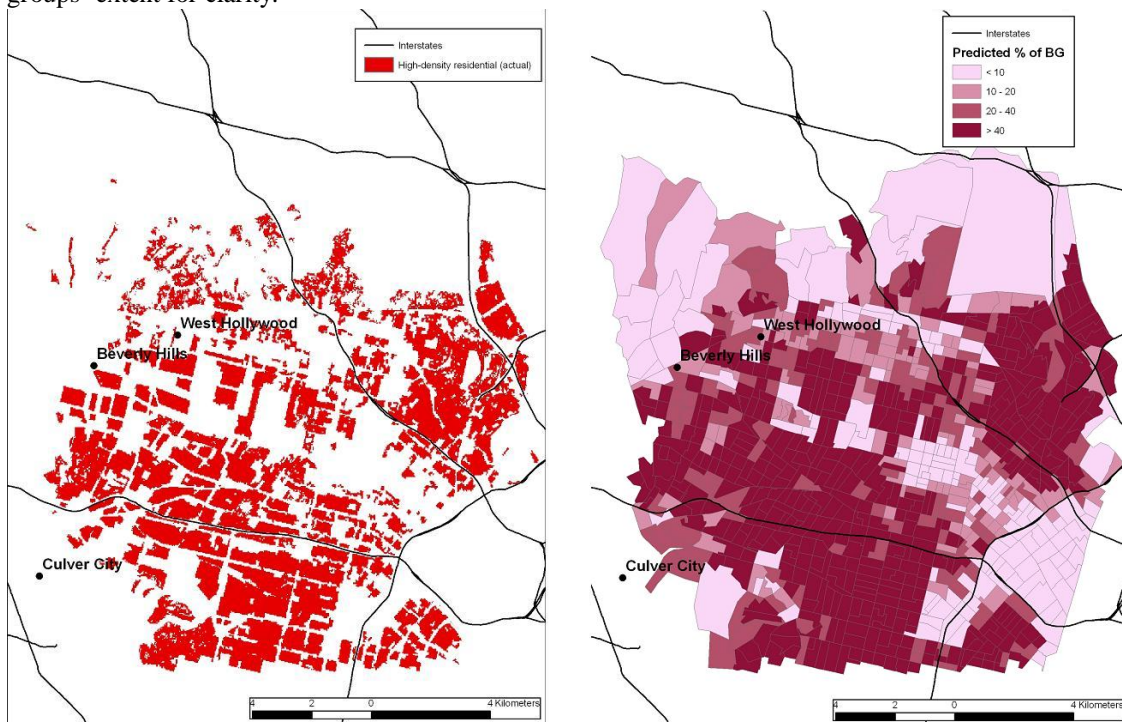 groups' extent for clarity.
Interstates
High-density residential (actual)
West Hollywood
Beverly Hills
Culver City
4 2 0 4 Kilometers
Interstates
Predicted % of BG
< 10
10 - 20
20 - 40
> 40
West Hollywood
Beverly Hills
Culver City
4 2 0 4 Kilometers